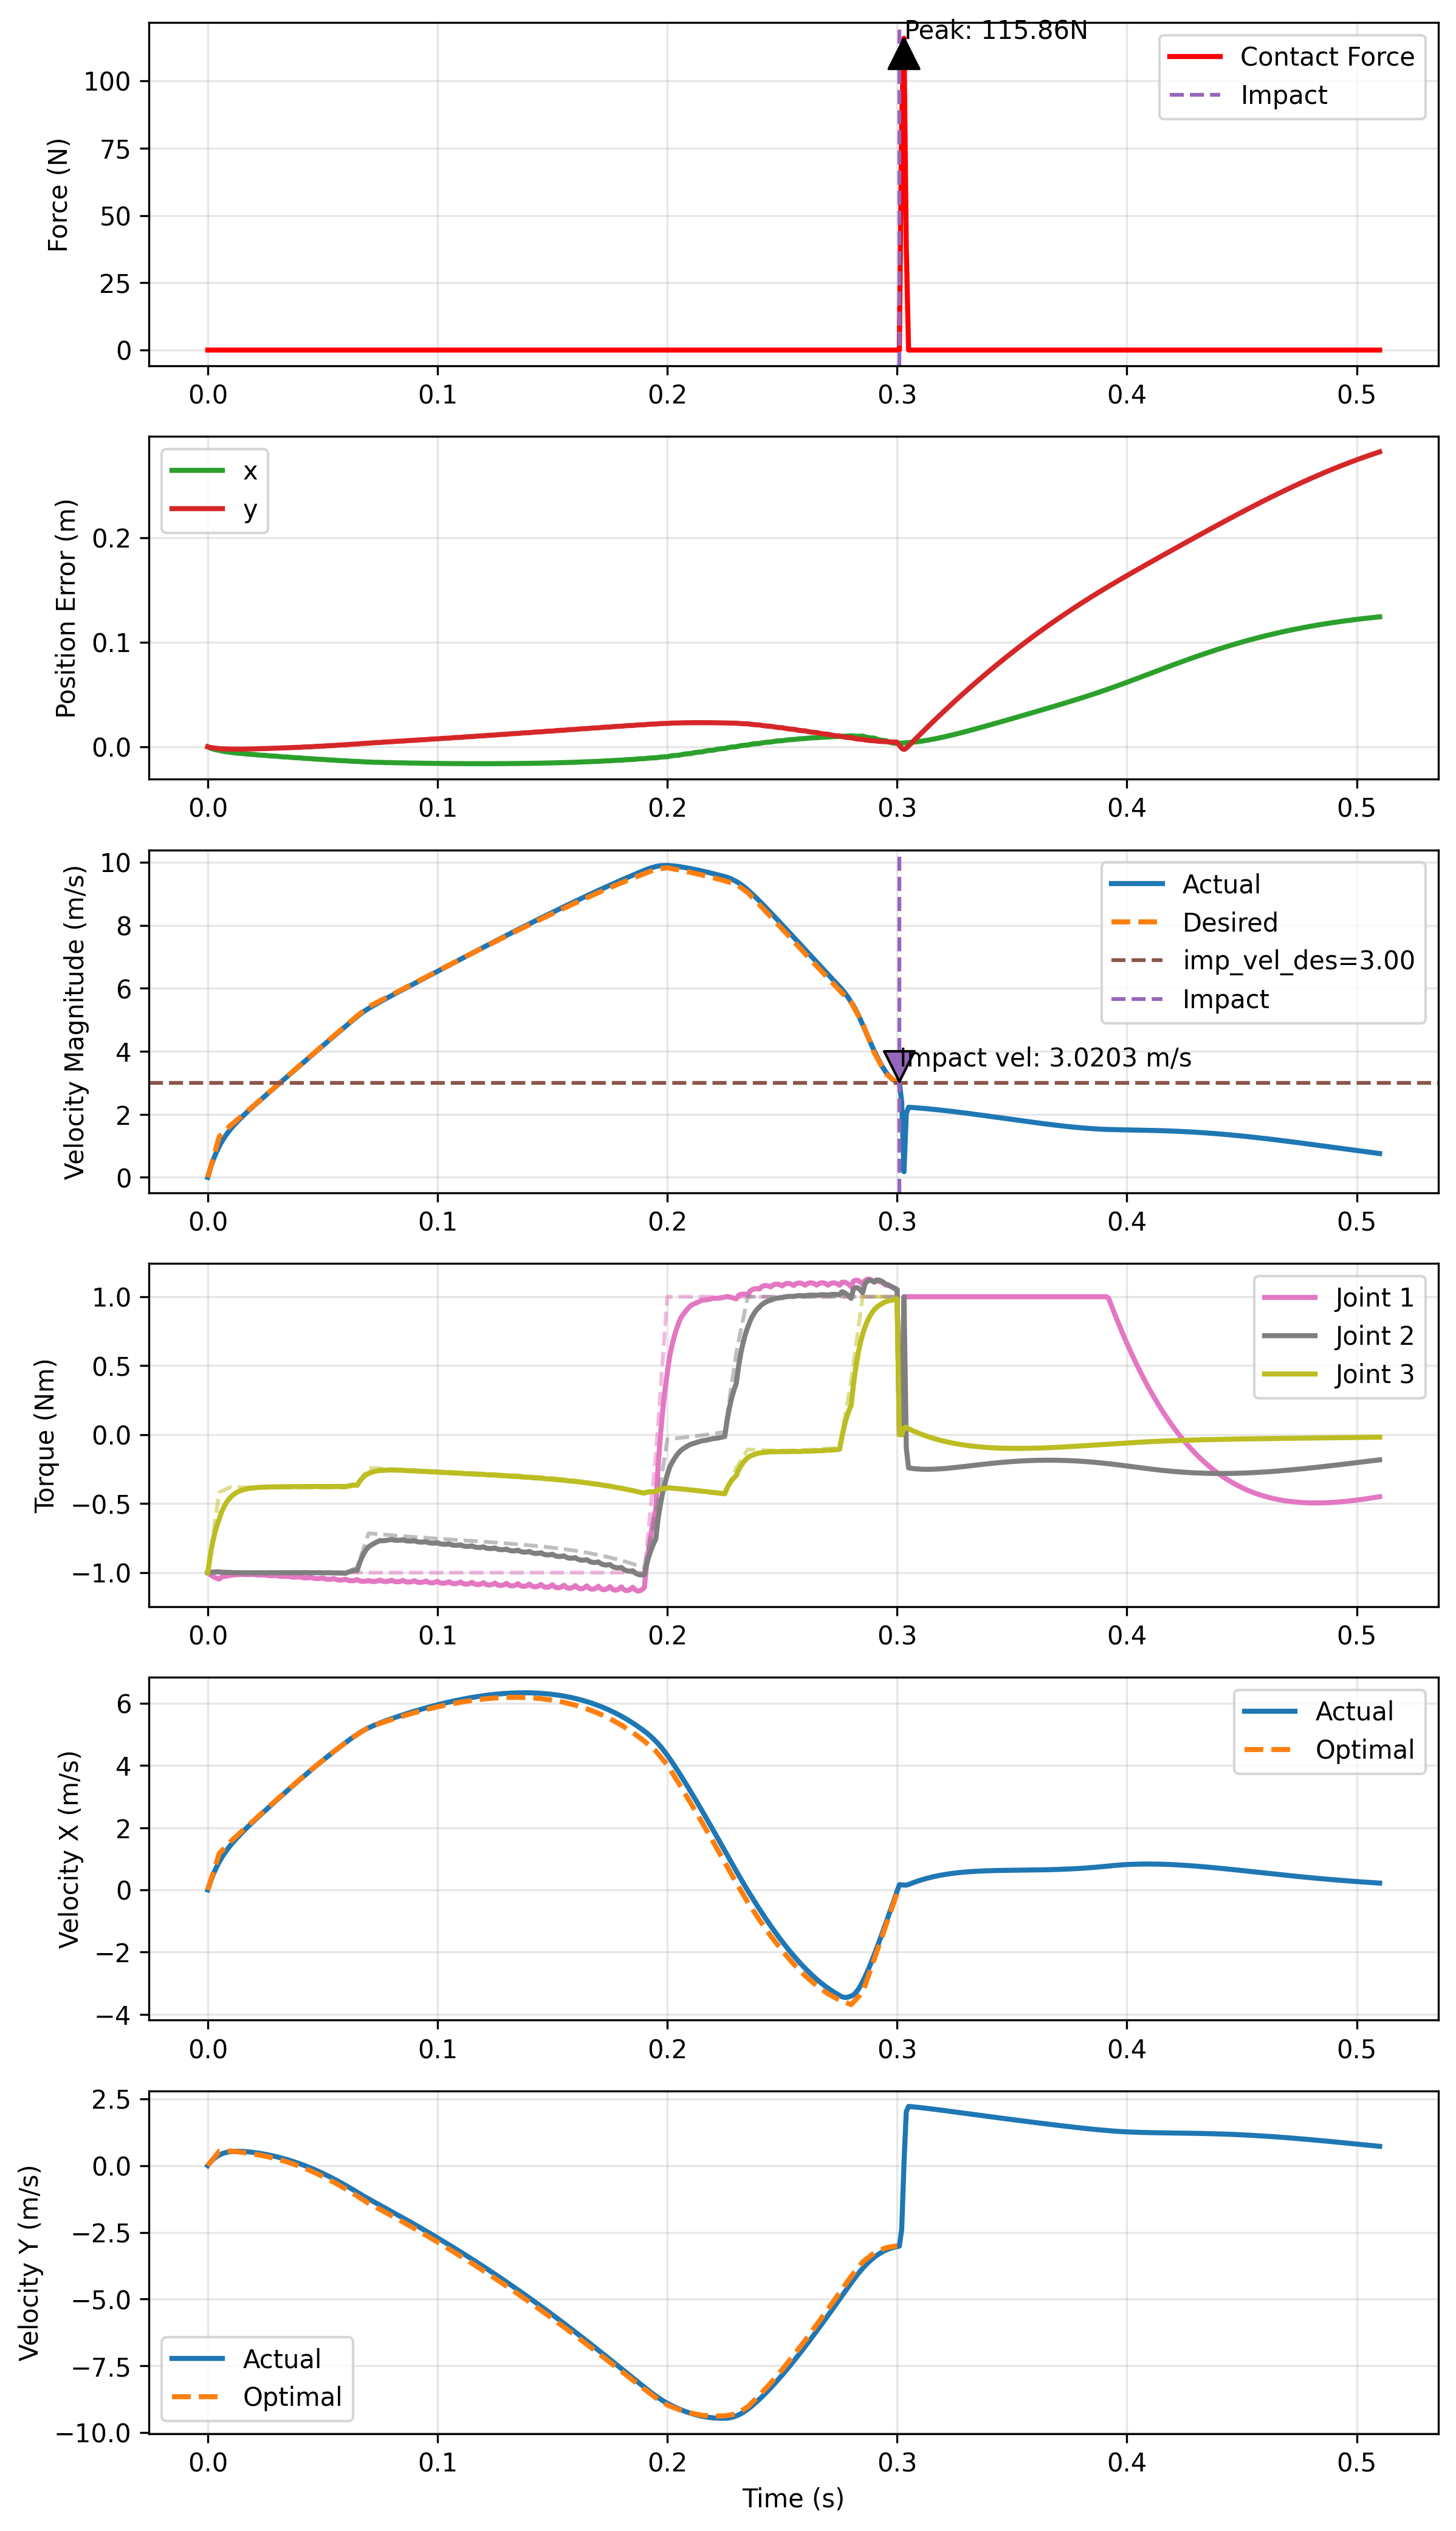 Peak: 115.86N
Contact Force
Impact
Force (N)
100
75
50
25
0
0.0 0.1 0.2 0.3 0.4 0.5
x
y
Position Error (m)
0.2
0.1
0.0
0.0 0.1 0.2 0.3 0.4 0.5
Actual
Desired
imp_vel_des=3.00
Impact
Impact vel: 3.0203 m/s
Velocity Magnitude (m/s)
10
8
6
4
2
0
0.0 0.1 0.2 0.3 0.4 0.5
Joint 1
Joint 2
Joint 3
Torque (Nm)
1.0
0.5
0.0
−0.5
−1.0
0.0 0.1 0.2 0.3 0.4 0.5
Actual
Optimal
Velocity X (m/s)
6
4
2
0
−2
−4
0.0 0.1 0.2 0.3 0.4 0.5
Velocity Y (m/s)
2.5
0.0
−2.5
−5.0
−7.5
−10.0
Actual
Optimal
0.0 0.1 0.2 0.3 0.4 0.5
Time (s)